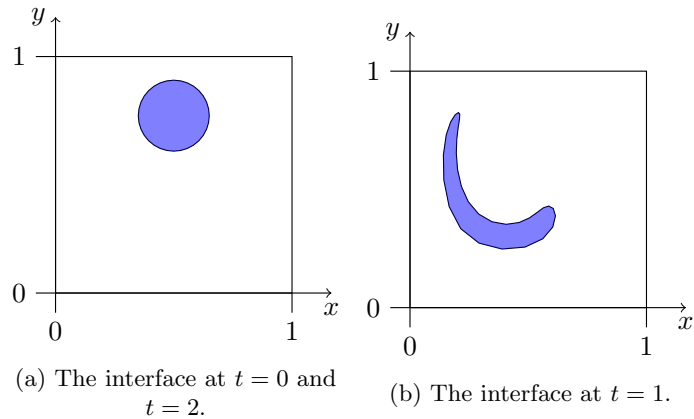 y
1
0
x
0
1
(a) The interface at t = 0 and
t = 2.
y
1
0
x
0
1
(b) The interface at t = 1.